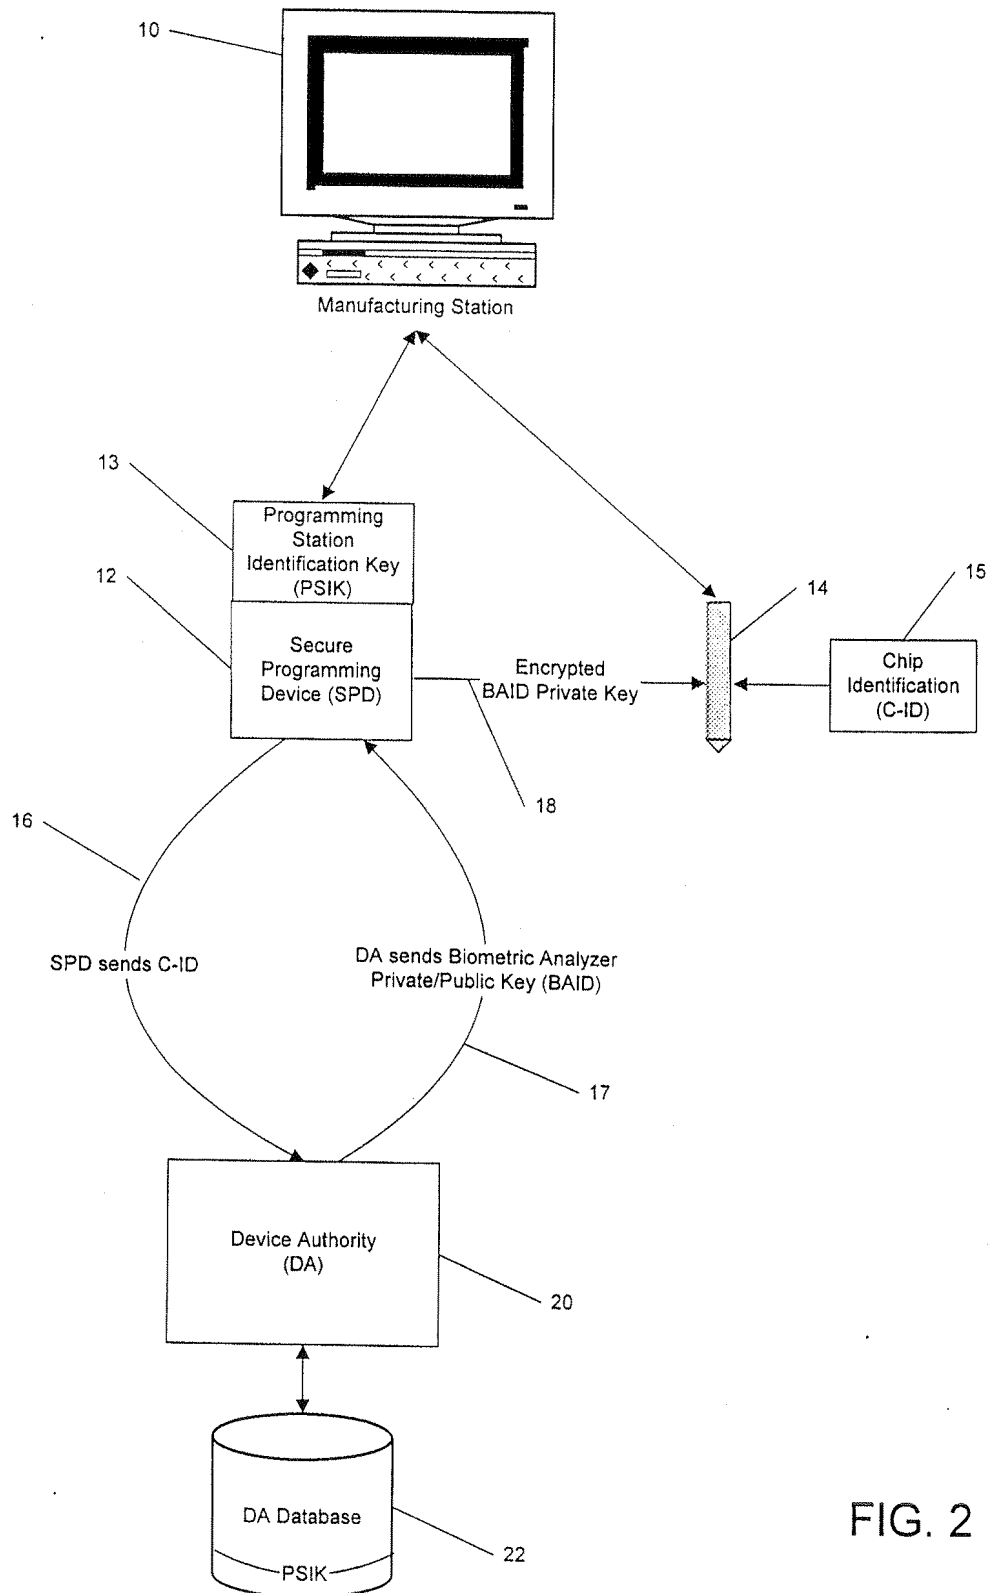 10
Manufacturing Station
13
Programming
Station
Identification Key
(PSIK)
12
Secure
Programming
Device (SPD)
Encrypted
BAID Private Key
14
15
Chip
Identification
(C-ID)
18
16
SPD sends C-ID
DA sends Biometric Analyzer
Private/Public Key (BAID)
17
Device Authority
(DA)
20
DA Database
PSIK
22
FIG. 2